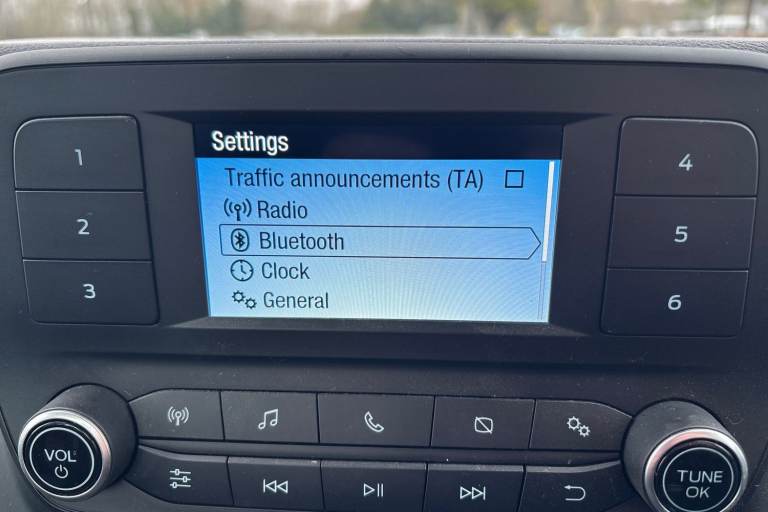 Settings
1
2
3
Traffic announcements (TA)
Radio
Bluetooth
Clock
General
4
5
6
VOL
TUNE
OK